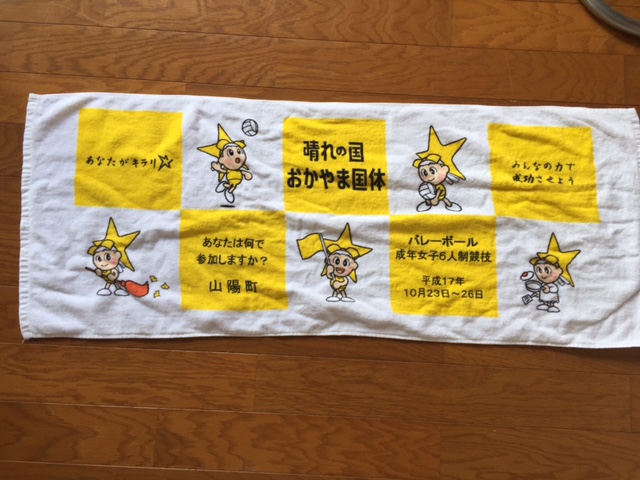 あなたがキラリ☆
晴れの国
おかやま国体
みんなの力で
成功させよう
あなたは何で
参加しますか？
山陽町
バレーボール
成年女子6人制競技
平成17年
10月23日〜26日